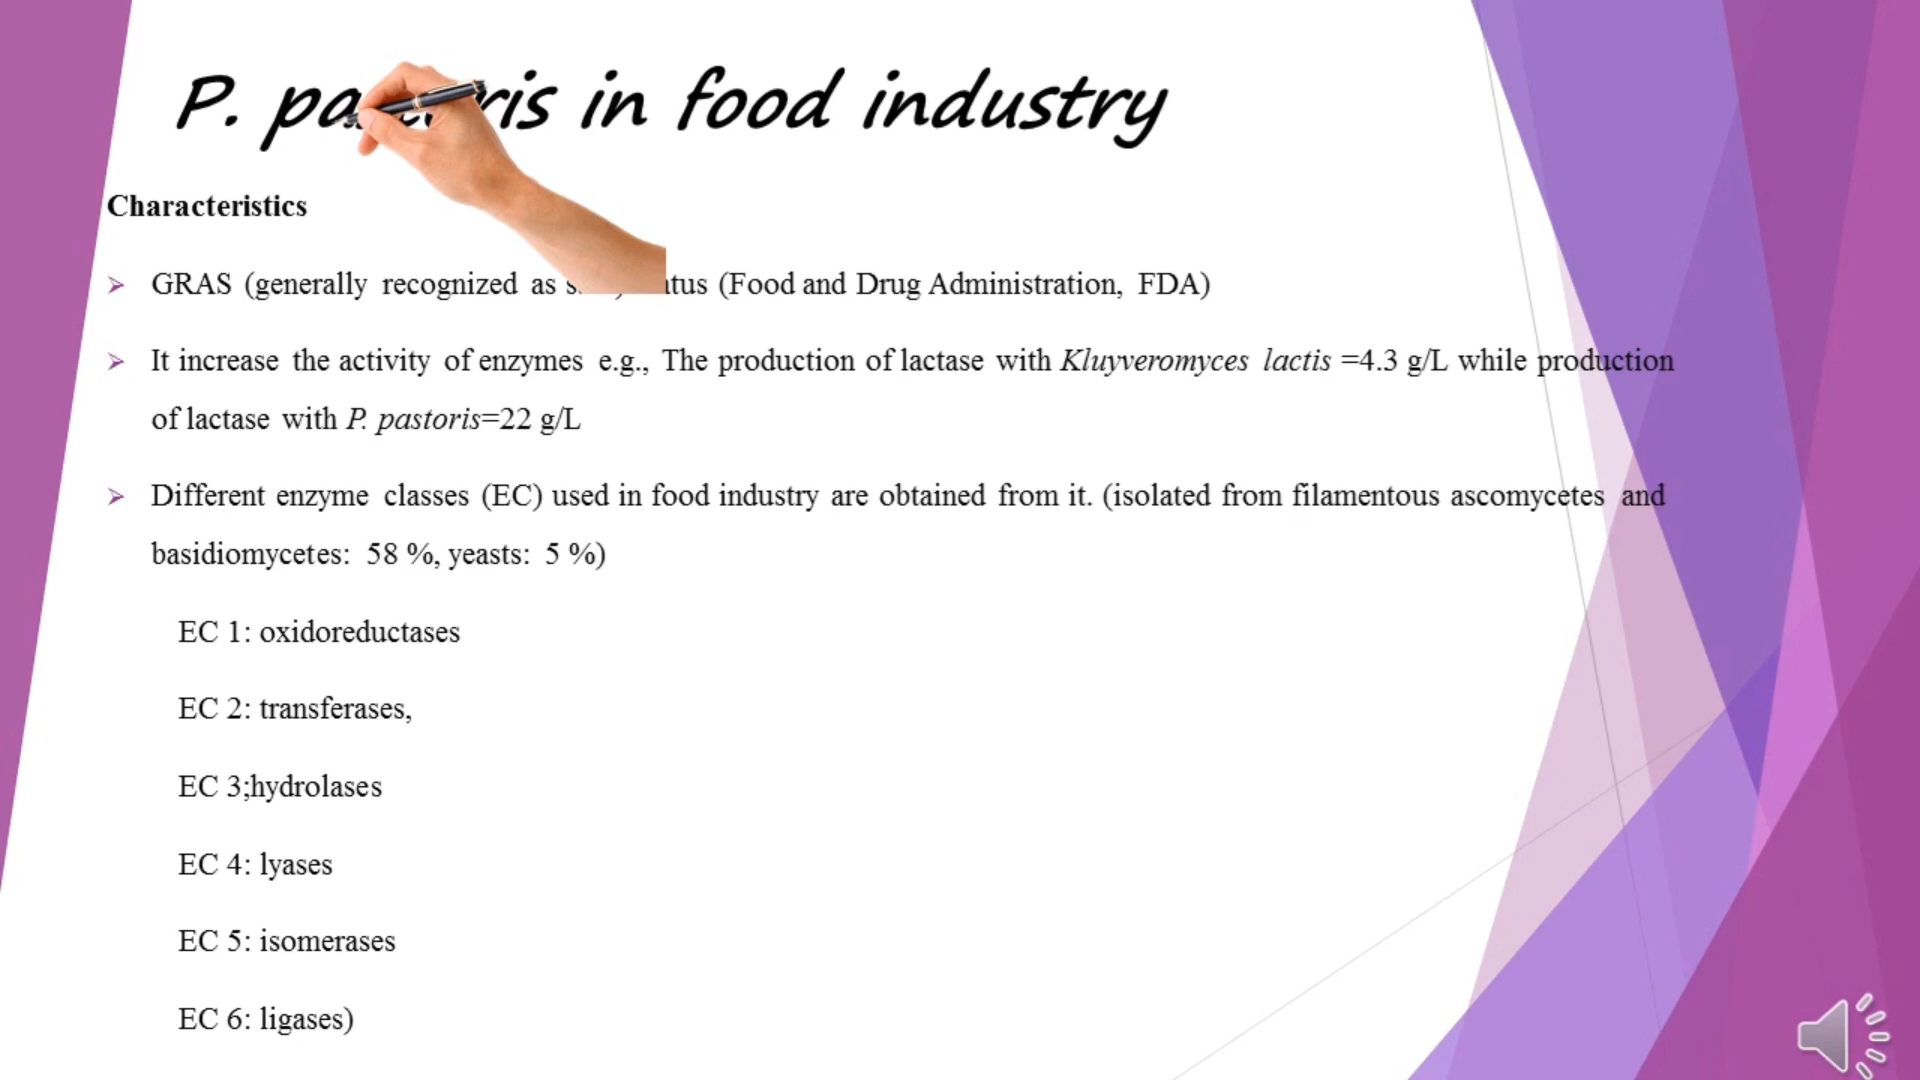 P. pastoris in food industry
Characteristics
GRAS (generally recognized as status (Food and Drug Administration, FDA)
It increase the activity of enzymes e.g., The production of lactase with Kluyveromyces lactis =4.3 g/L while production
of lactase with P. pastoris=22 g/L
Different enzyme classes (EC) used in food industry are obtained from it. (isolated from filamentous ascomycetes and
basidiomycetes: 58 %, yeasts: 5 %)
EC 1: oxidoreductases
EC 2: transferases,
EC 3;hydrolases
EC 4: lyases
EC 5: isomerases
EC 6: ligases)